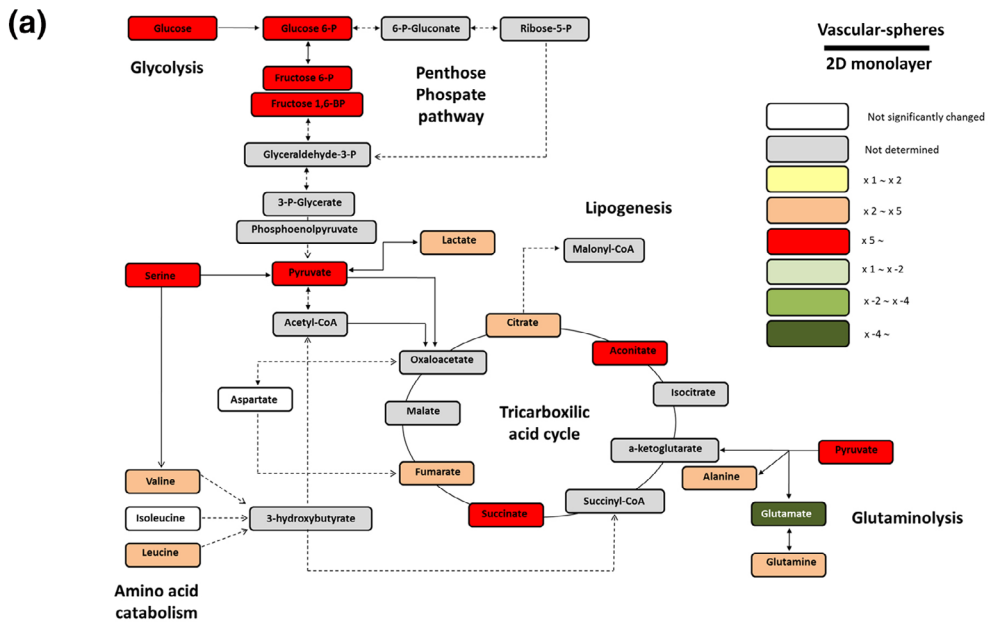 (a)
Glucose
Glucose 6-P
6-P-Gluconate
Ribose-5-P
Vascular-spheres
2D monolayer
Glycolysis
Fructose 6-P
Fructose 1,6-BP
Penthose
Phospate
pathway
Not significantly changed
Not determined
x 1 ~ x 2
x 2 ~ x 5
x 5 ~
x 1 ~ x -2
x -2 ~ x -4
x -4 ~
Glyceraldehyde-3-P
3-P-Glycerate
Phosphoenolpyruvate
Lactate
Lipogenesis
Malonyl-CoA
Serine
Pyruvate
Acetyl-CoA
Citrate
Oxaloacetate
Aconitate
Aspartate
Malate
Isocitrate
Tricarboxilic
acid cycle
a-ketoglutarate
Pyruvate
Fumarate
Alanine
Valine
Succinyl-CoA
Isoleucine
3-hydroxybutyrate
Succinate
Glutamate
Glutaminolysis
Leucine
Glutamine
Amino acid
catabolism